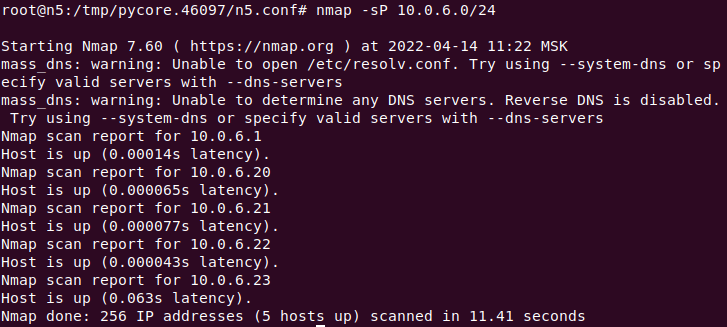 root@n5:/tmp/pycore.46097/n5.conf# nmap -sP 10.0.6.0/24

Starting Nmap 7.60 ( https://nmap.org ) at 2022-04-14 11:22 MSK
mass_dns: warning: Unable to open /etc/resolv.conf. Try using --system-dns or sp
ecify valid servers with --dns-servers
mass_dns: warning: Unable to determine any DNS servers. Reverse DNS is disabled.
 Try using --system-dns or specify valid servers with --dns-servers
Nmap scan report for 10.0.6.1
Host is up (0.00014s latency).
Nmap scan report for 10.0.6.20
Host is up (0.000065s latency).
Nmap scan report for 10.0.6.21
Host is up (0.000077s latency).
Nmap scan report for 10.0.6.22
Host is up (0.000043s latency).
Nmap scan report for 10.0.6.23
Host is up (0.063s latency).
Nmap done: 256 IP addresses (5 hosts up) scanned in 11.41 seconds